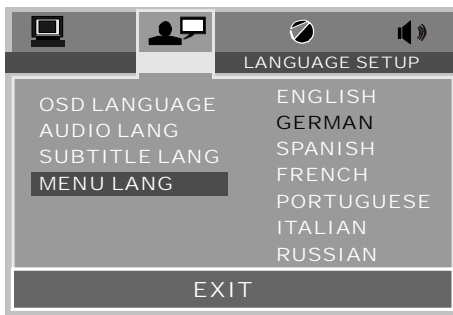 LANGUAGE SETUP
OSD LANGUAGE
AUDIO LANG
SUBTITLE LANG
MENU LANG
ENGLISH
GERMAN
SPANISH
FRENCH
PORTUGUESE
ITALIAN
RUSSIAN
EXIT